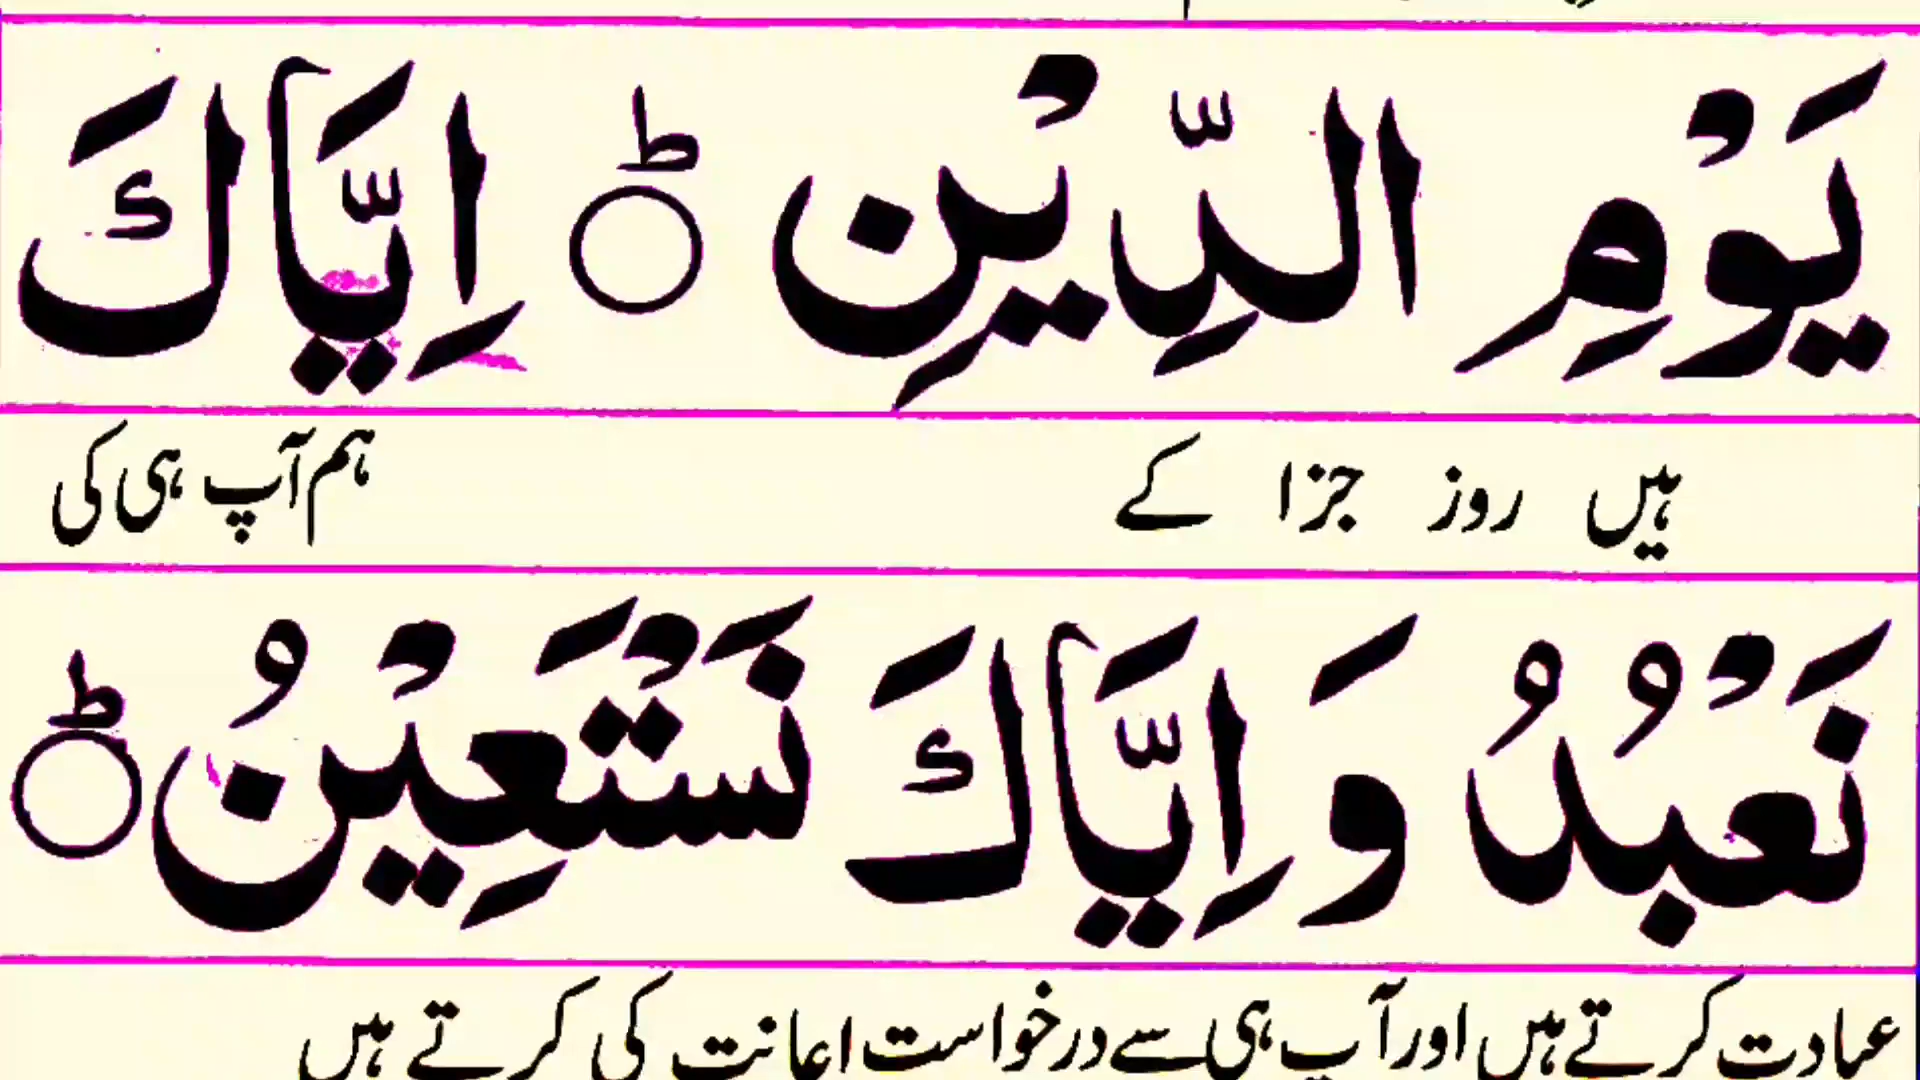 يَوْمِ الدِّيْنِ ۝ؕ اِيَّاكَ
ہیں روز جزا کے ہم آپ ہی کی
نَعْبُدُ وَ اِيَّاكَ نَسْتَعِيْنُ ۝ؕ
عبادت کرتے ہیں اور آپ ہی سے درخواست اعانت کی کرتے ہیں